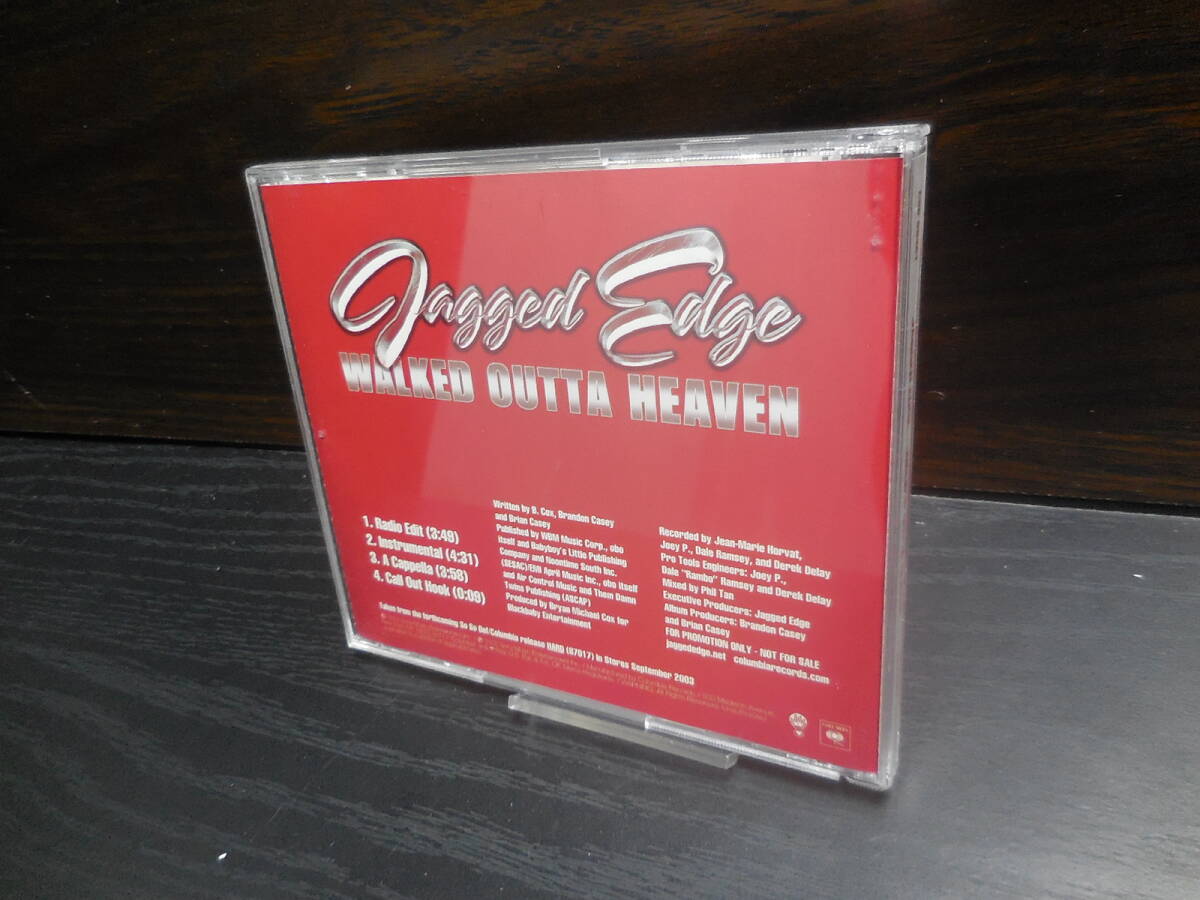 Jagged Edge
WALKED OUTTA HEAVEN
1. Radio Edit (3:49)
2. Instrumental (4:31)
3. A Cappella (3:58)
4. Call Out Hook (0:09)
Written by B. Cox, Brandon Casey
and Brian Casey
Published by WBM Music Corp., obo
itself and Babyboy's Little Publishing
Company and Noontime South Inc.
(SESAC)/EMI April Music Inc., obo itself
and Air Control Music and Them Damn
Twins Publishing (ASCAP)
Produced by Bryan Michael Cox for
Blackbaby Entertainment
Recorded by Jean-Marie Horvat,
Joey P., Dale Ramsey, and Derek Delay
Pro Tools Engineers: Joey P.,
Dale "Rambo" Ramsey and Derek Delay
Mixed by Phil Tan
Executive Producers: Jagged Edge
Album Producers: Brandon Casey
and Brian Casey
FOR PROMOTION ONLY - NOT FOR SALE
jaggededge.net columbiarecords.com
Taken from the forthcoming So So Def/Columbia release HARD (87017) In Stores September 2003